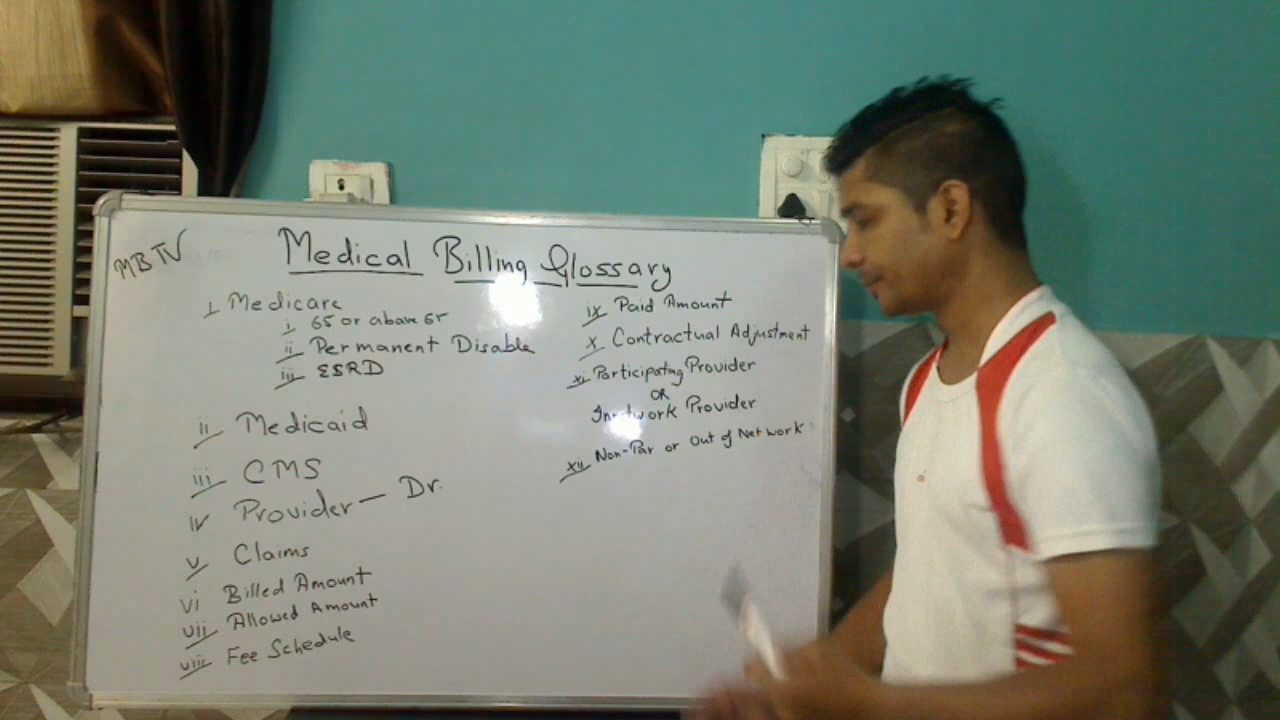 MBTV
Medical Billing Glossary
i Medicare
i 65 or above 65
ii Permanent Disable
iii ESRD
ii Medicaid
iii CMS
iv Provider — Dr.
v Claims
vi Billed Amount
vii Allowed Amount
viii Fee Schedule
ix Paid Amount
x Contractual Adjustment
xi Participating Provider
OR
In-network Provider
xii Non-Par or Out of Network